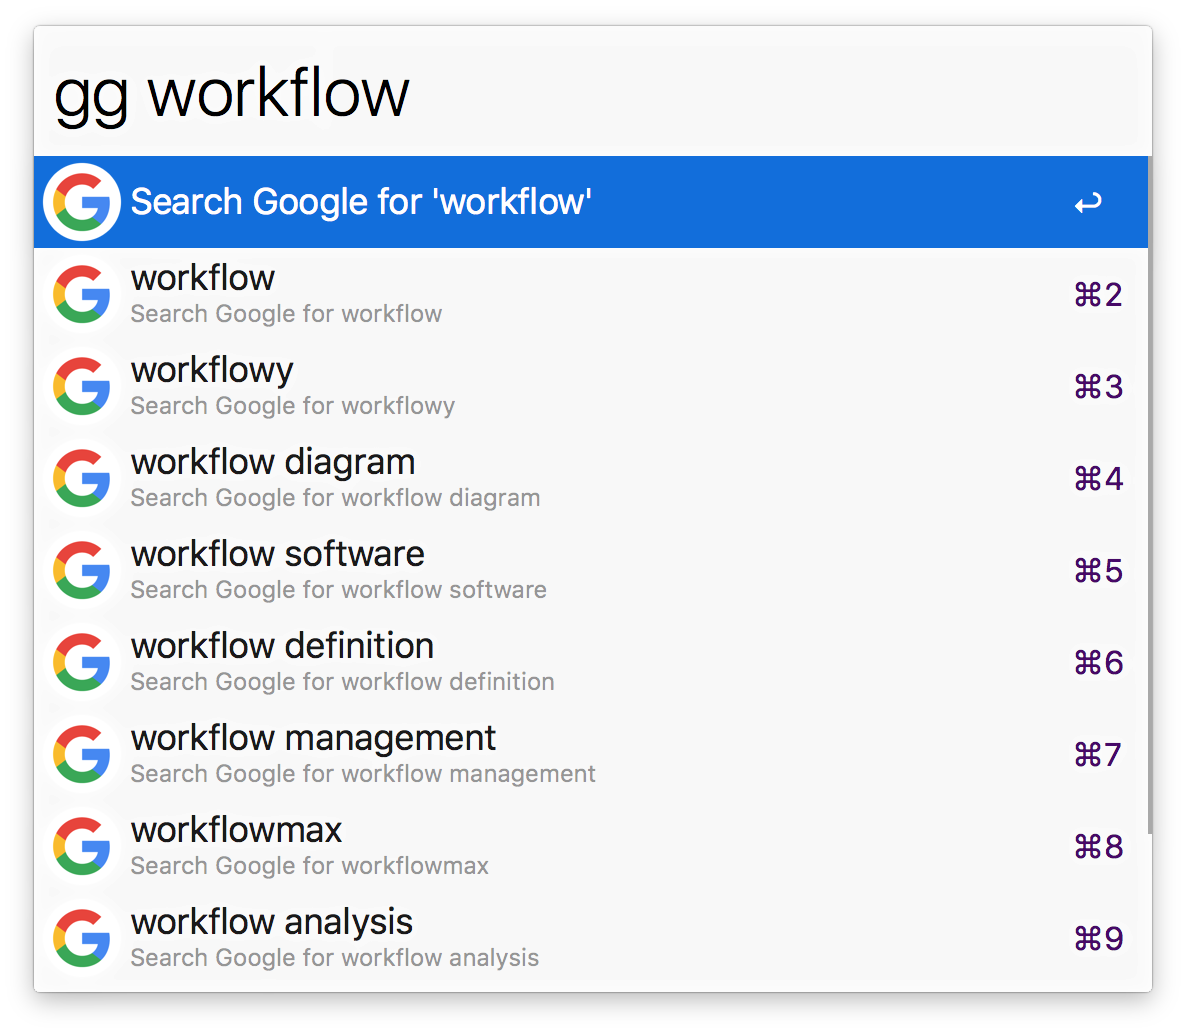 gg workflow
Search Google for 'workflow' ↩
workflow
Search Google for workflow
⌘2
workflowy
Search Google for workflowy
⌘3
workflow diagram
Search Google for workflow diagram
⌘4
workflow software
Search Google for workflow software
⌘5
workflow definition
Search Google for workflow definition
⌘6
workflow management
Search Google for workflow management
⌘7
workflowmax
Search Google for workflowmax
⌘8
workflow analysis
Search Google for workflow analysis
⌘9